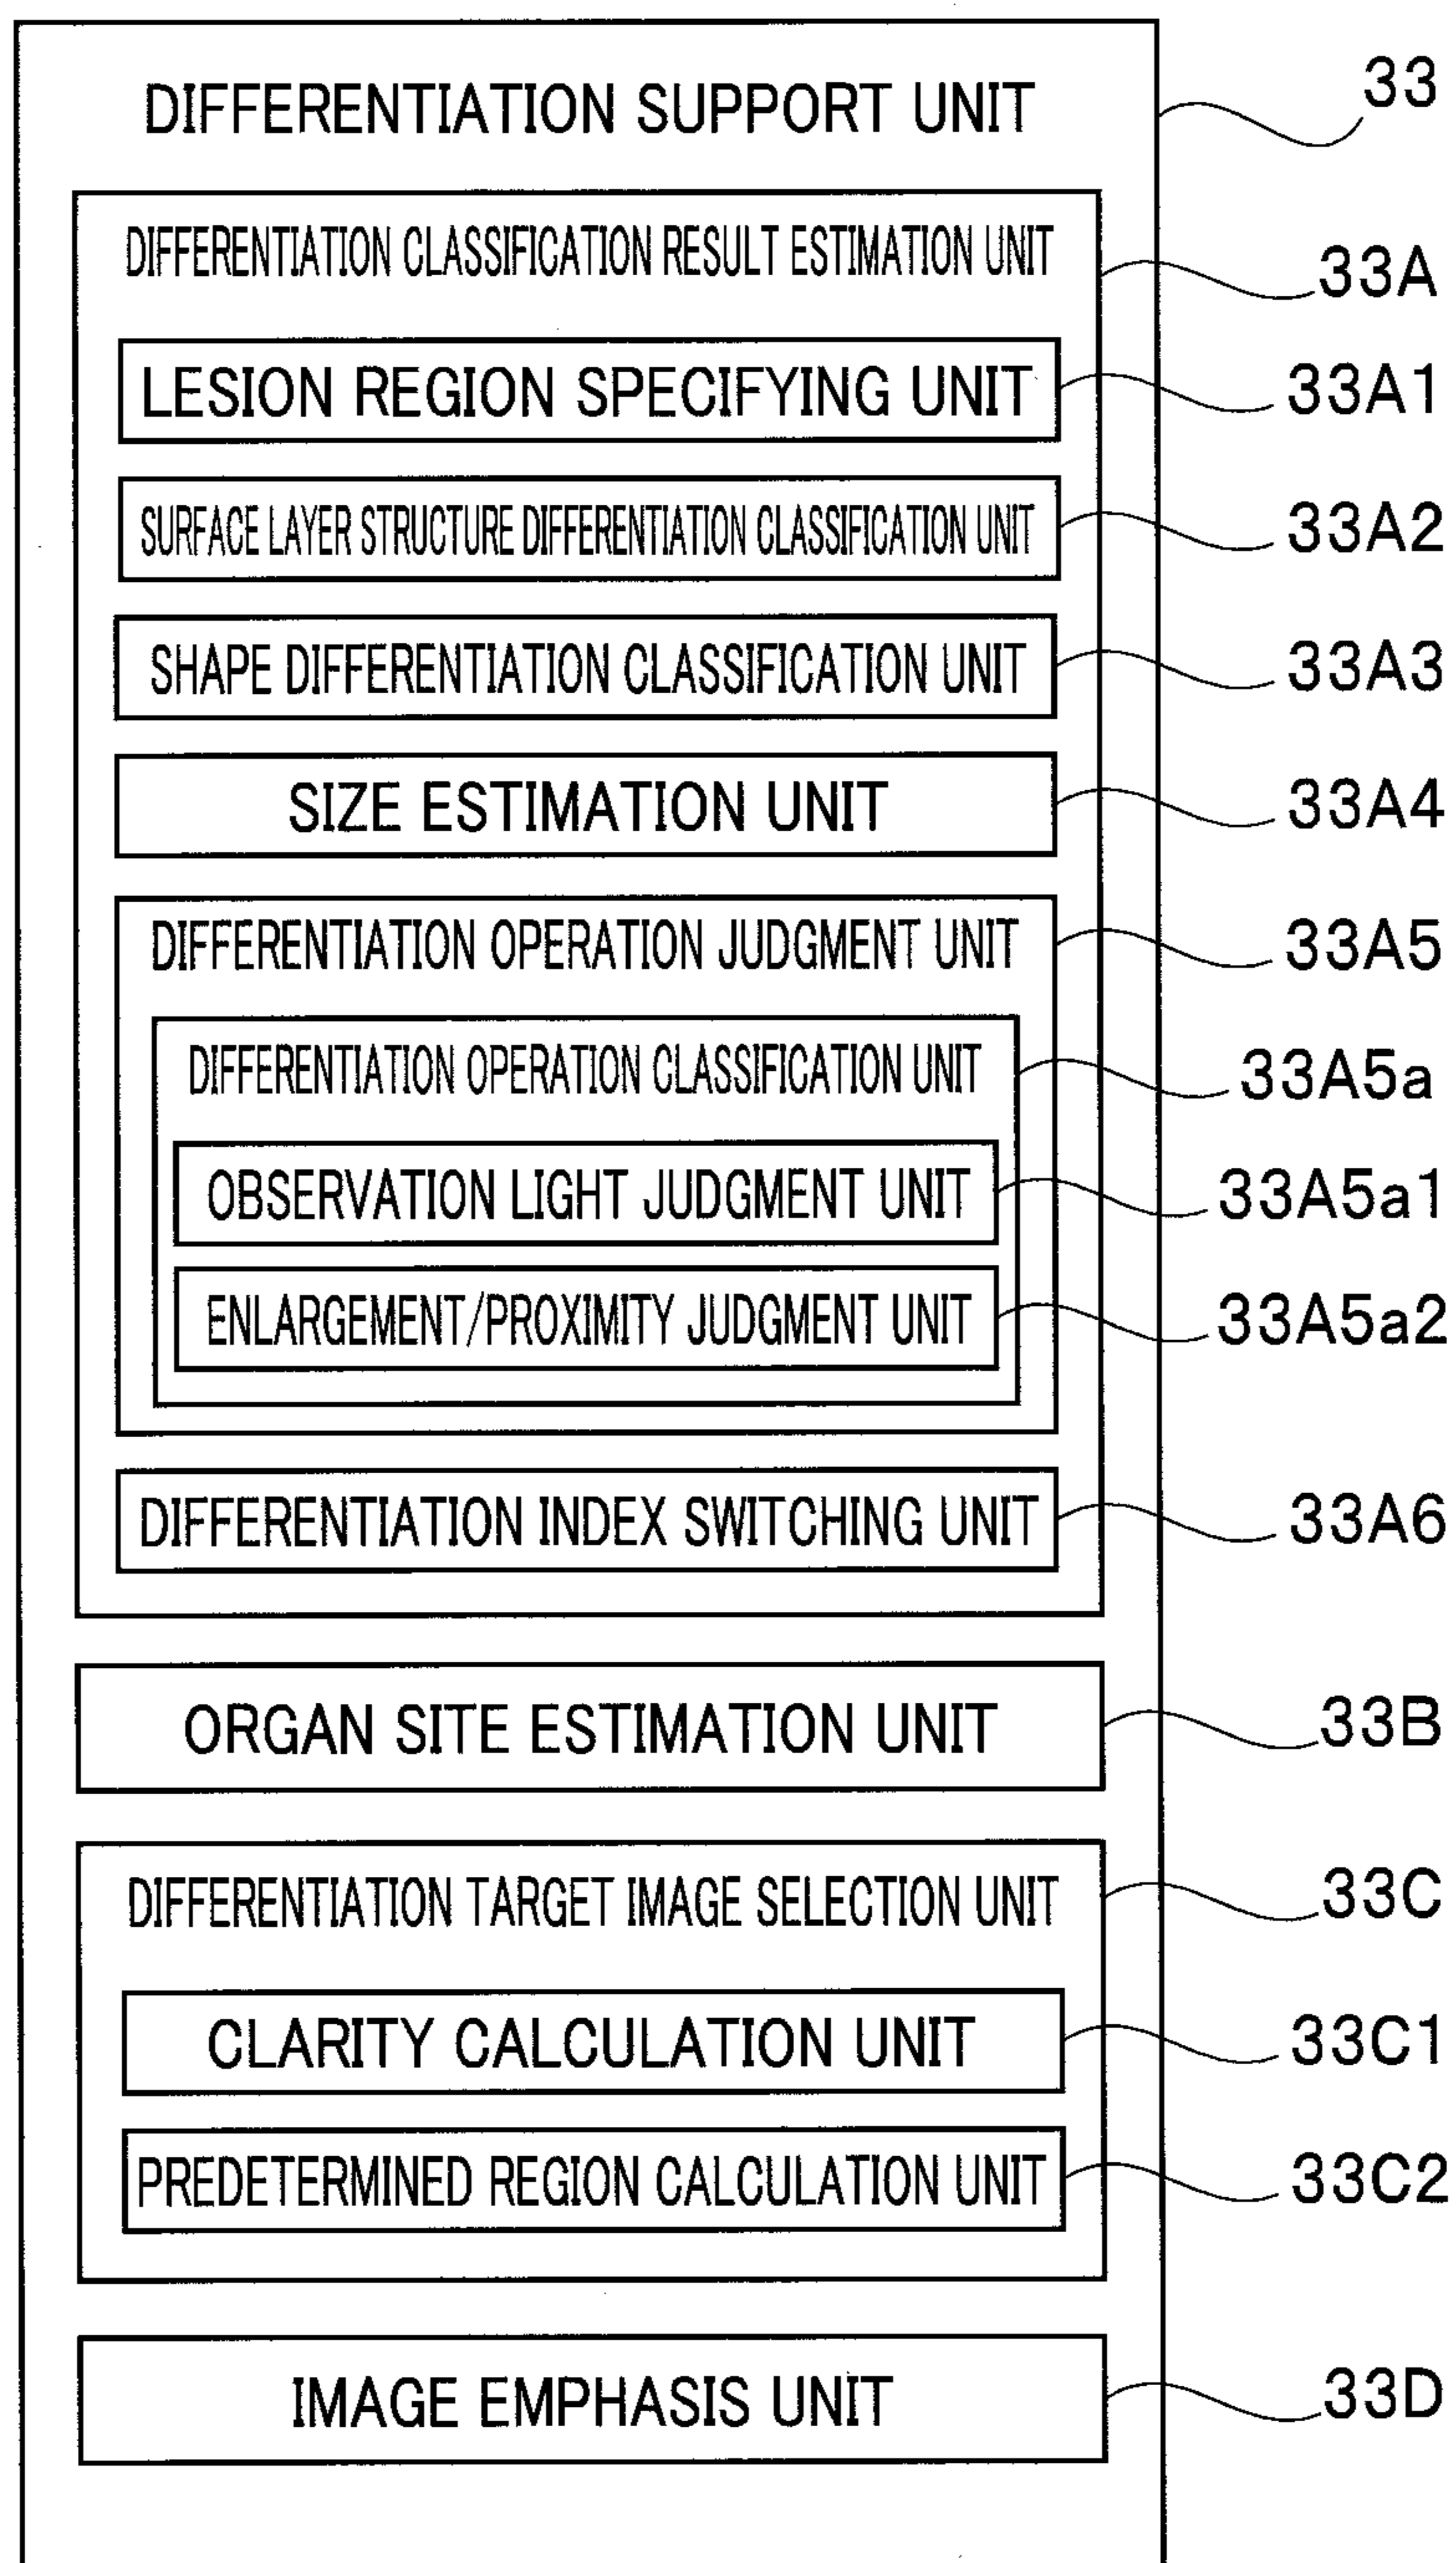 DIFFERENTIATION SUPPORT UNIT 33
DIFFERENTIATION CLASSIFICATION RESULT ESTIMATION UNIT 33A
LESION REGION SPECIFYING UNIT 33A1
SURFACE LAYER STRUCTURE DIFFERENTIATION CLASSIFICATION UNIT 33A2
SHAPE DIFFERENTIATION CLASSIFICATION UNIT 33A3
SIZE ESTIMATION UNIT 33A4
DIFFERENTIATION OPERATION JUDGMENT UNIT 33A5
DIFFERENTIATION OPERATION CLASSIFICATION UNIT 33A5a
OBSERVATION LIGHT JUDGMENT UNIT 33A5a1
ENLARGEMENT/PROXIMITY JUDGMENT UNIT 33A5a2
DIFFERENTIATION INDEX SWITCHING UNIT 33A6
ORGAN SITE ESTIMATION UNIT 33B
DIFFERENTIATION TARGET IMAGE SELECTION UNIT 33C
CLARITY CALCULATION UNIT 33C1
PREDETERMINED REGION CALCULATION UNIT 33C2
IMAGE EMPHASIS UNIT 33D